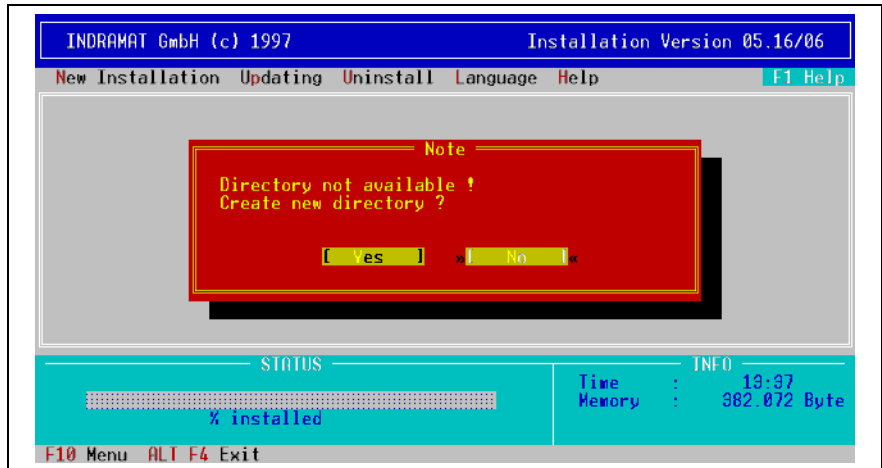 INDRAMAT GmbH (c) 1997 Installation Version 05.16/06
New Installation Updating Uninstall Language Help F1 Help
Note
Directory not available !
Create new directory ?
[ Yes ] »[ No ]«
STATUS
INFO
Time : 13:37
Memory : 382.072 Byte
% installed
F10 Menu ALT F4 Exit